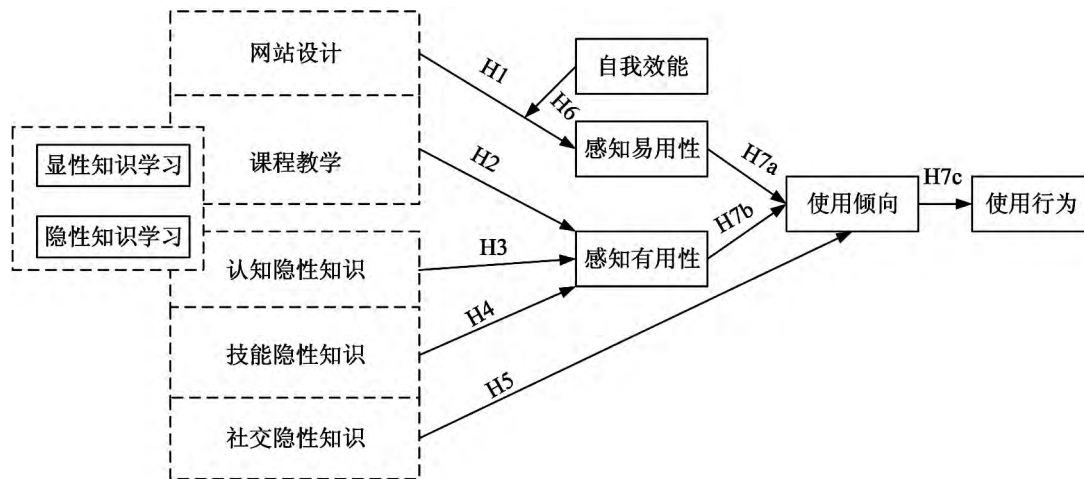 网站设计
H1
自我效能
H6
显性知识学习
课程教学
H2
感知易用性
H7a
H7c
隐性知识学习
H7b
使用倾向
使用行为
认知隐性知识
H3
感知有用性
技能隐性知识
H4
社交隐性知识
H5